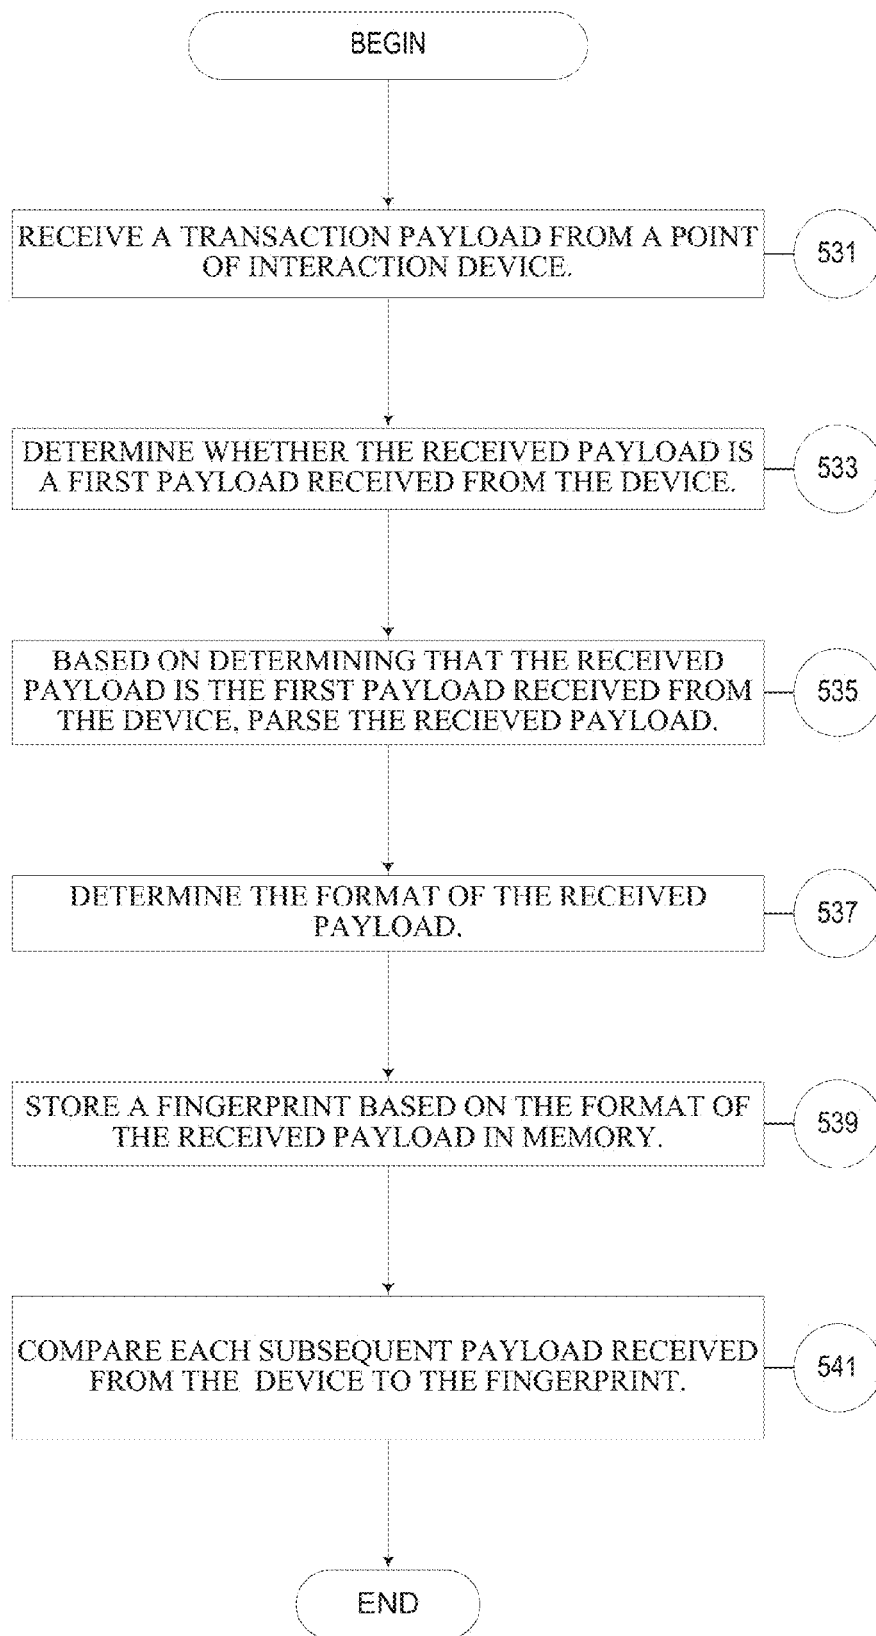 BEGIN
RECEIVE A TRANSACTION PAYLOAD FROM A POINT
OF INTERACTION DEVICE.
531
DETERMINE WHETHER THE RECEIVED PAYLOAD IS
A FIRST PAYLOAD RECEIVED FROM THE DEVICE.
533
BASED ON DETERMINING THAT THE RECEIVED
PAYLOAD IS THE FIRST PAYLOAD RECEIVED FROM
THE DEVICE, PARSE THE RECIEVED PAYLOAD.
535
DETERMINE THE FORMAT OF THE RECEIVED
PAYLOAD.
537
STORE A FINGERPRINT BASED ON THE FORMAT OF
THE RECEIVED PAYLOAD IN MEMORY.
539
COMPARE EACH SUBSEQUENT PAYLOAD RECEIVED
FROM THE DEVICE TO THE FINGERPRINT.
541
END